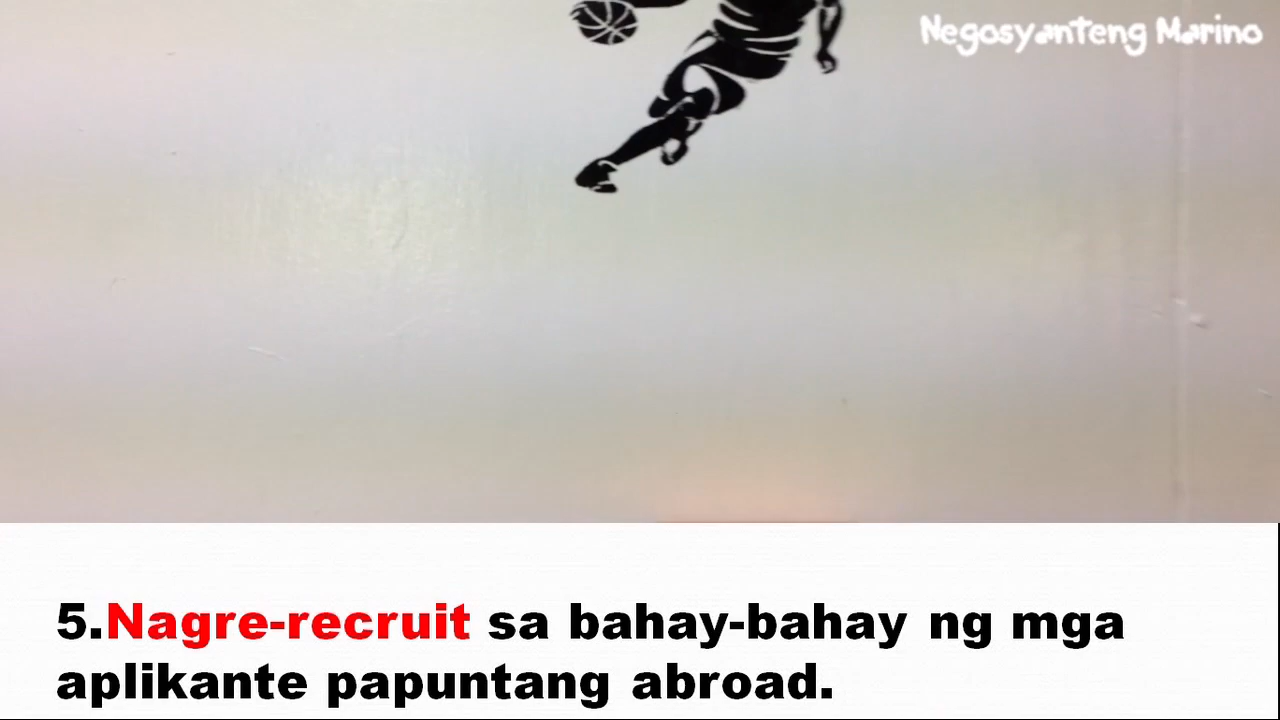 Negosyanteng Marino
5.Nagre-recruit sa bahay-bahay ng mga
aplikante papuntang abroad.